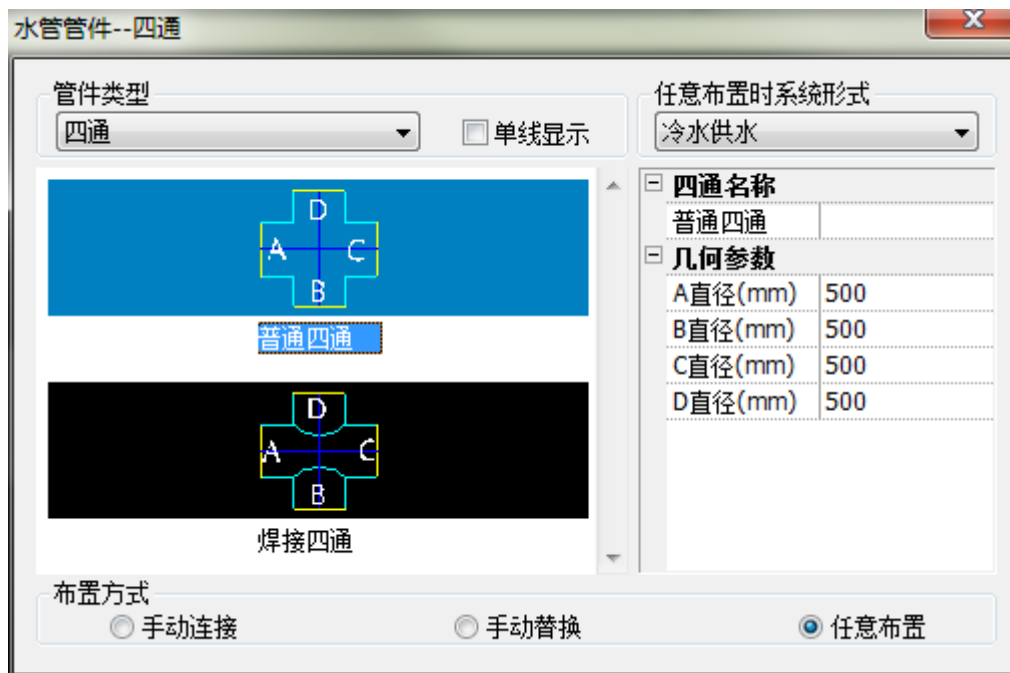 水管管件--四通
管件类型
四通
单线显示
任意布置时系统形式
冷水供水
D
A C
B
普通四通
D
A C
B
焊接四通
四通名称
普通四通
几何参数
A直径(mm) 500
B直径(mm) 500
C直径(mm) 500
D直径(mm) 500
布置方式
手动连接 手动替换 任意布置